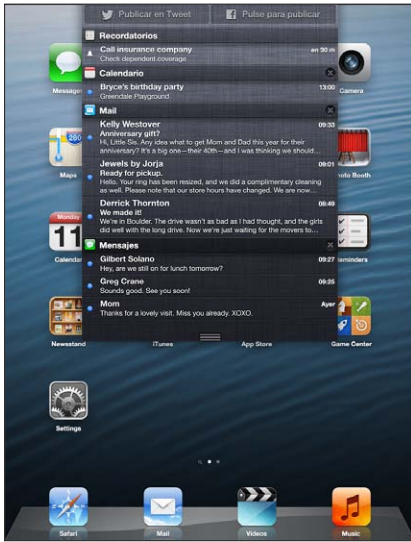 Publicar en Tweet
Pulse para publicar
Recordatorios
Call insurance company en 90 m
Check dependent coverage
Calendario
Bryce's birthday party 13:00
Greendale Playground
Mail
Kelly Westover 09:33
Anniversary gift?
Hi, Little Sis. Any idea what to get Mom and Dad this year for their
anniversary? It's a big one—their 40th—and I was thinking we should...
Jewels by Jorja 09:01
Ready for pickup.
Hello. Your ring has been resized, and we did a complimentary cleaning
as well. Please note that our store hours have changed. We are now...
Derrick Thornton 08:49
We made it!
We're in Boulder. The drive wasn't as bad as I had thought, and the girls
did well with the long drive. Now we're just waiting for the movers to...
Mensajes
Gilbert Solano 09:27
Hey, are we still on for lunch tomorrow?
Greg Crane 09:25
Sounds good. See you soon!
Mom Ayer
Thanks for a lovely visit. Miss you already. XOXO.
Messages
Camera
Maps
280
oto Booth
Monday
11
Calendar
eminders
Newsstand
iTunes
App Store
Game Center
Settings
Safari
Mail
Videos
Music